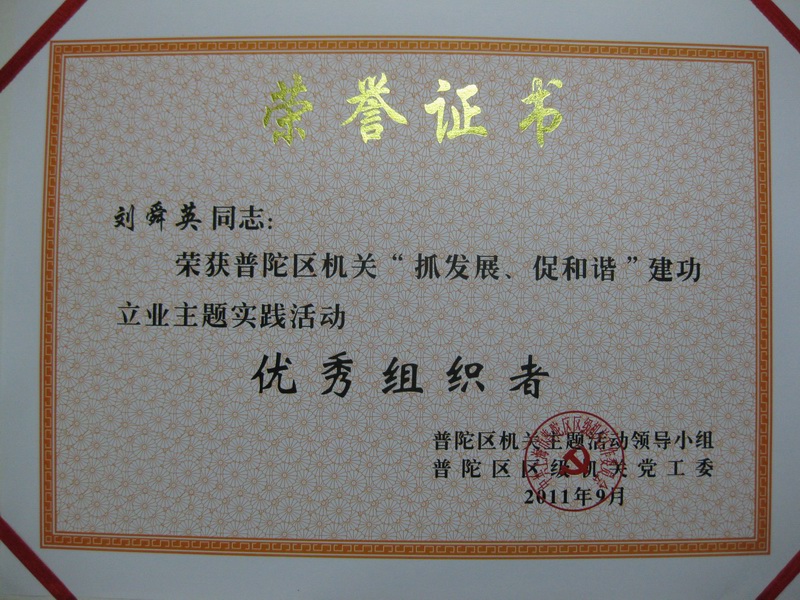 荣誉证书
刘舜英同志:
荣获普陀区机关“抓发展、促和谐”建功
立业主题实践活动
优秀组织者
普陀区机关主题活动领导小组
普陀区区级机关党工委
2011年9月